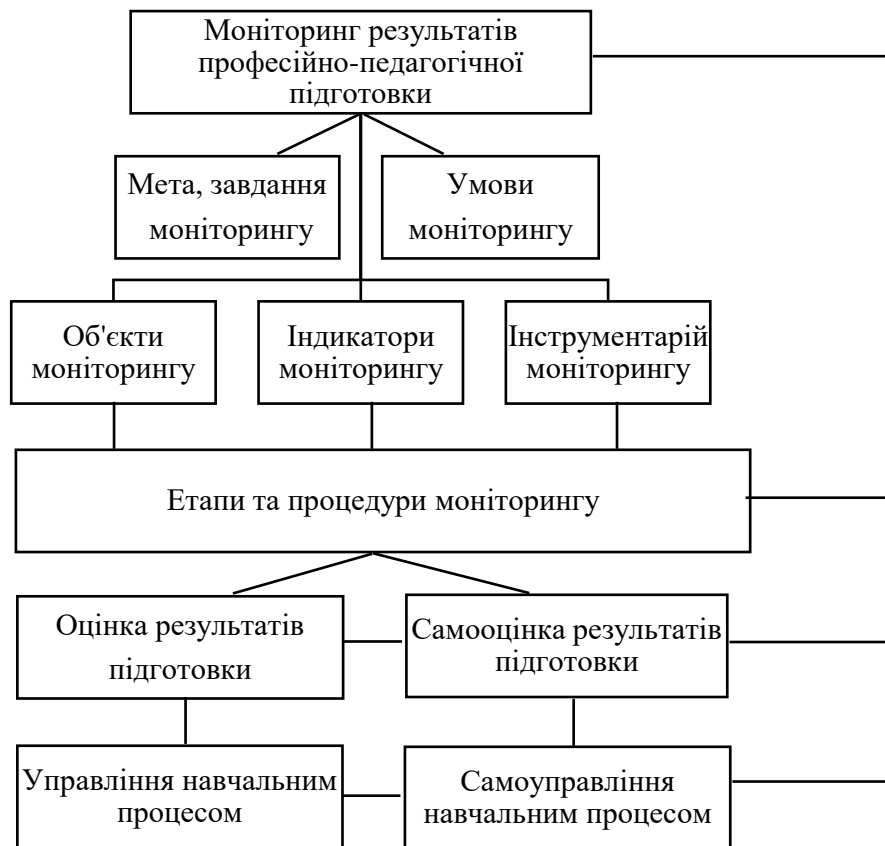 Моніторинг результатів
професійно-педагогічної
підготовки
Мета, завдання
моніторингу
Умови
моніторингу
Об'єкти
моніторингу
Індикатори
моніторингу
Інструментарій
моніторингу
Етапи та процедури моніторингу
Оцінка результатів
підготовки
Самооцінка результатів
підготовки
Управління навчальним
процесом
Самоуправління
навчальним процесом